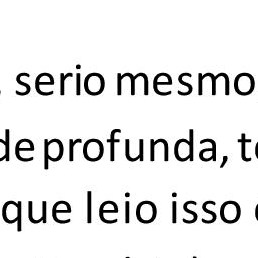 , serio mesmo,
de profunda, t
que leio isso